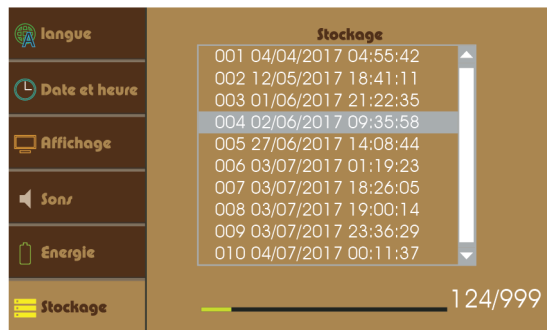 langue
Date et heure
Affichage
Sons
Energie
Stockage
Stockage
001 04/04/2017 04:55:42
002 12/05/2017 18:41:11
003 01/06/2017 21:22:35
004 02/06/2017 09:35:58
005 27/06/2017 14:08:44
006 03/07/2017 01:19:23
007 03/07/2017 18:26:05
008 03/07/2017 19:00:14
009 03/07/2017 23:36:29
010 04/07/2017 00:11:37
124/999